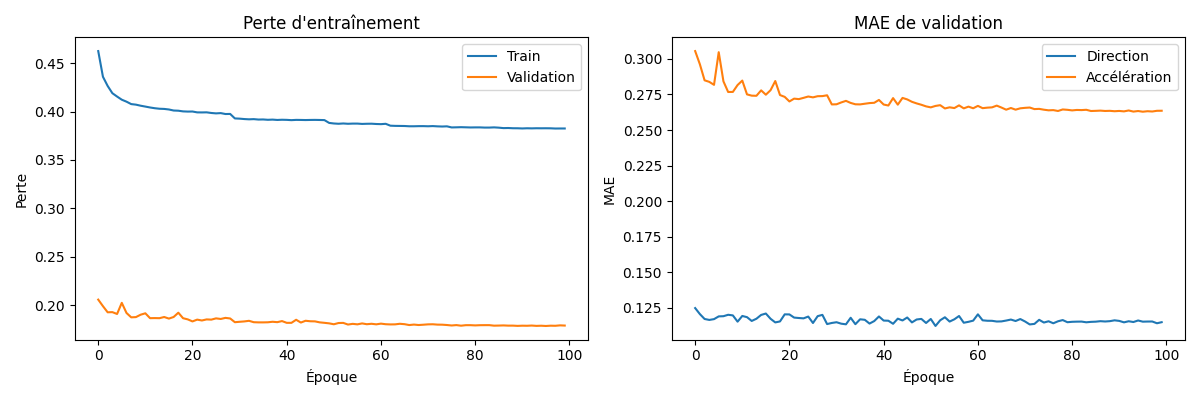 Perte d'entraînement
Train
Validation
0.45
0.40
0.35
0.30
0.25
0.20
Perte
0 20 40 60 80 100
Époque
MAE de validation
Direction
Accélération
0.300
0.275
0.250
0.225
0.200
0.175
0.150
0.125
MAE
0 20 40 60 80 100
Époque